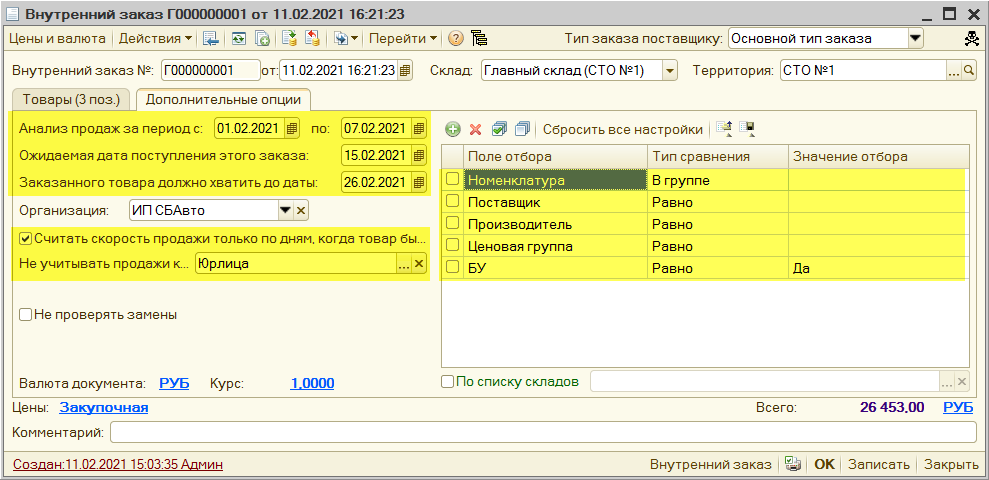 Внутренний заказ Г000000001 от 11.02.2021 16:21:23
Цены и валюта Действия Перейти Тип заказа поставщику: Основной тип заказа
Внутренний заказ №: Г000000001 от: 11.02.2021 16:21:23 Склад: Главный склад (СТО №1) Территория: СТО №1
Товары (3 поз.) Дополнительные опции
Анализ продаж за период с: 01.02.2021 по: 07.02.2021
Сбросить все настройки
Ожидаемая дата поступления этого заказа: 15.02.2021
Заказанного товара должно хватить до даты: 26.02.2021
Организация: ИП СБАвто
Считать скорость продажи только по дням, когда товар бы...
Не учитывать продажи к... Юрлица
Не проверять замены
Поле отбора Тип сравнения Значение отбора
Номенклатура В группе
Поставщик Равно
Производитель Равно
Ценовая группа Равно
БУ Равно Да
Валюта документа: РУБ Курс: 1,0000
По списку складов
Цены: Закупочная Всего: 26 453,00 РУБ
Комментарий:
Создан:11.02.2021 15:03:35 Админ Внутренний заказ OK Записать Закрыть